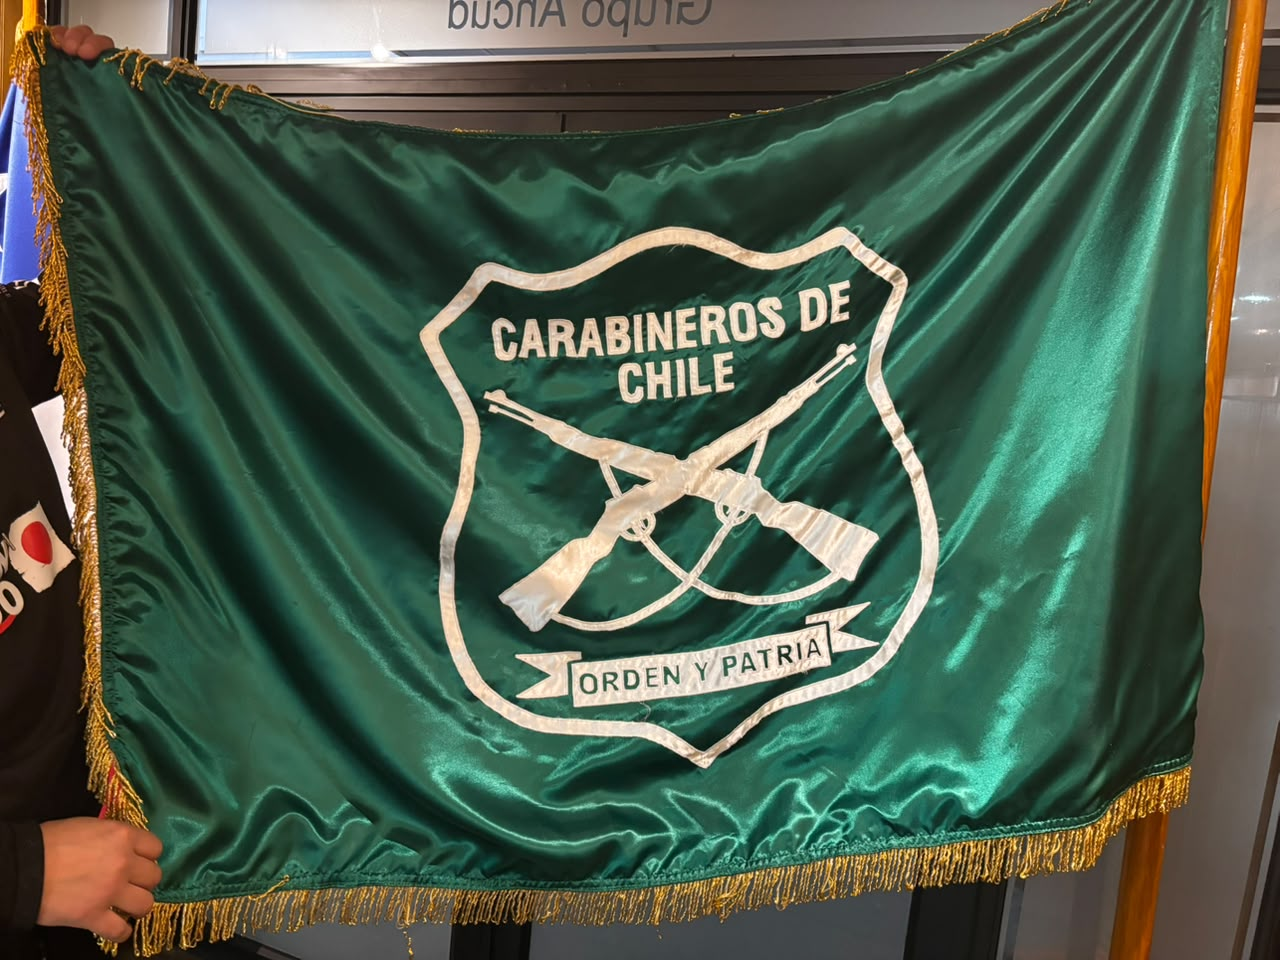 Grupo Ancud
CARABINEROS DE
CHILE
ORDEN Y PATRIA